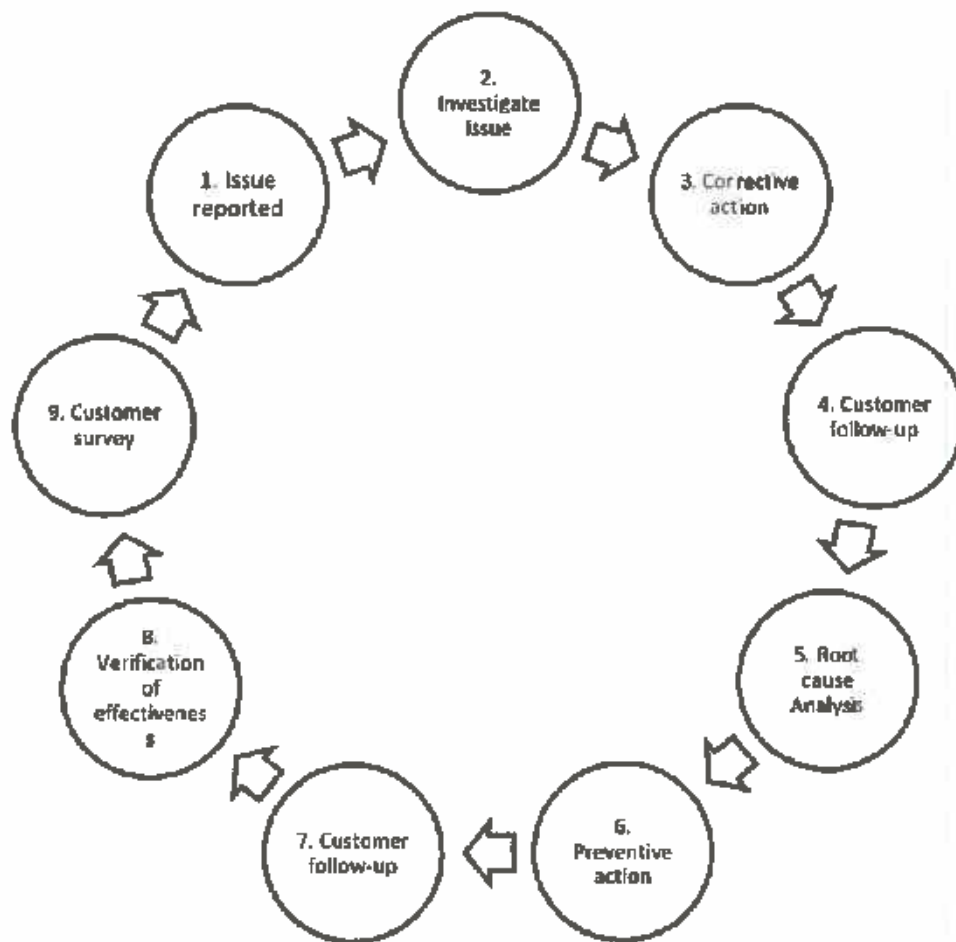 1. Issue
reported
2.
Investigate
Issue
3. Corrective
action
4. Customer
follow-up
5. Root
cause
Analysis
6.
Preventive
action
7. Customer
follow-up
8.
Verification
of
effectivenes
s
9. Customer
survey